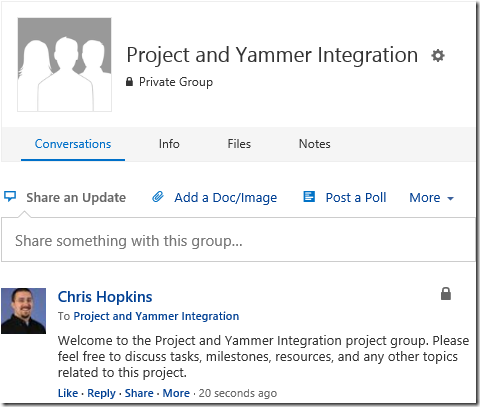 Project and Yammer Integration
Private Group
Conversations Info Files Notes
Share an Update Add a Doc/Image Post a Poll More
Share something with this group...
Chris Hopkins
To Project and Yammer Integration
Welcome to the Project and Yammer Integration project group. Please
feel free to discuss tasks, milestones, resources, and any other topics
related to this project.
Like · Reply · Share · More · 20 seconds ago